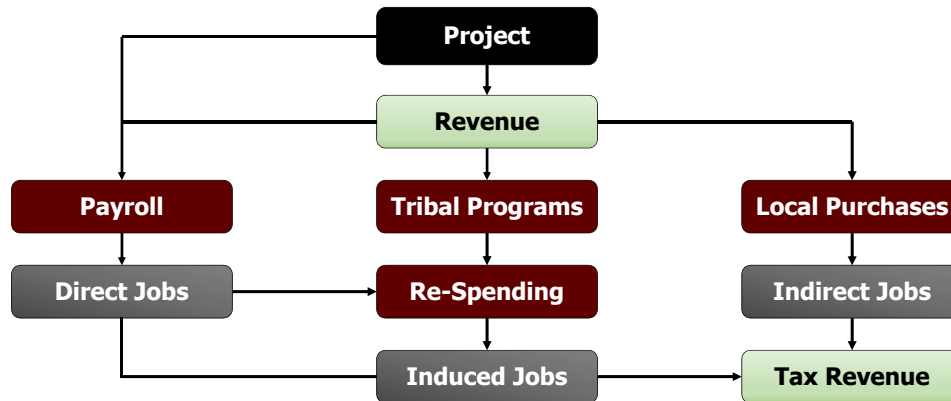 Project
Revenue
Payroll
Tribal Programs
Local Purchases
Direct Jobs
Re-Spending
Indirect Jobs
Induced Jobs
Tax Revenue